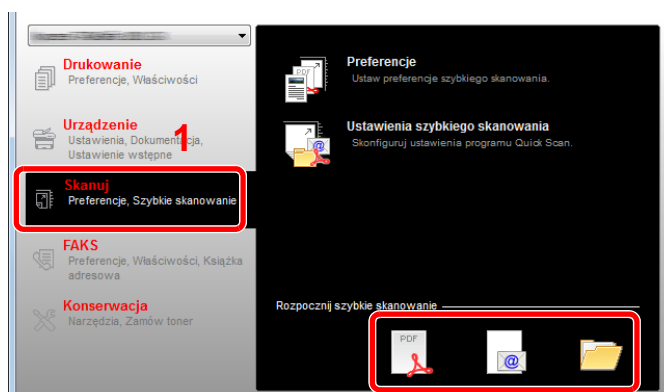 Drukowanie
Preferencje, Właściwości
Urządzenie
Ustawienia, Dokumentacja,
Ustawienie wstępne
1
Skanuj
Preferencje, Szybkie skanowanie
FAKS
Preferencje, Właściwości, Książka
adresowa
Konserwacja
Narzędzia, Zamów toner
PDF
Preferencje
Ustaw preferencje szybkiego skanowania.
@
Ustawienia szybkiego skanowania
Skonfiguruj ustawienia programu Quick Scan.
Rozpocznij szybkie skanowanie
PDF
@